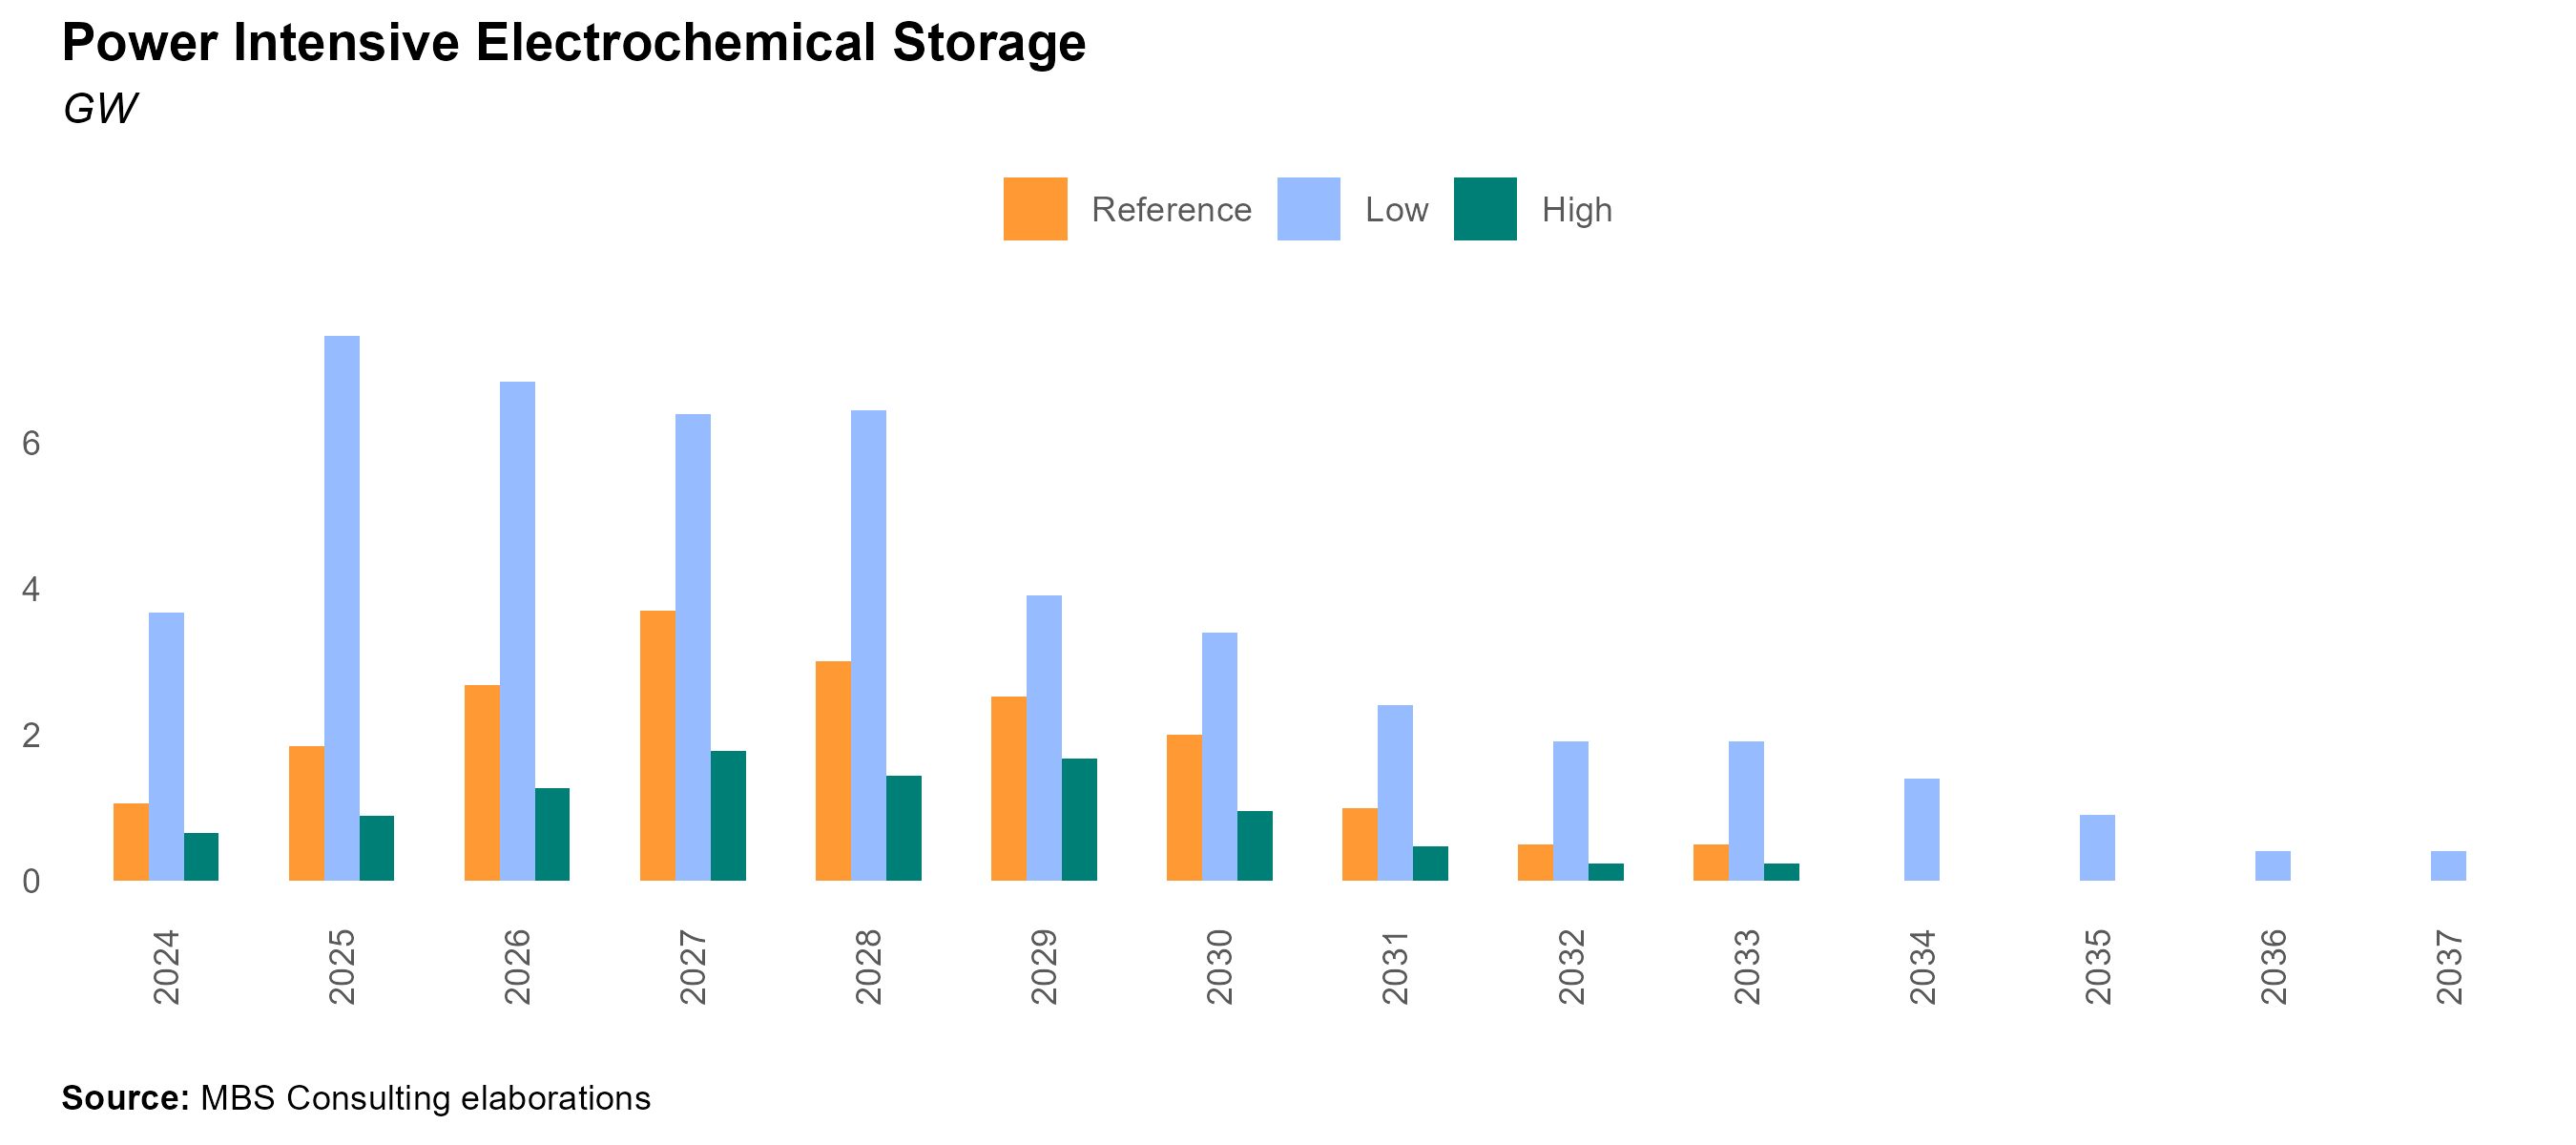 Power Intensive Electrochemical Storage
GW
Reference Low High
6
4
2
0
2024 2025 2026 2027 2028 2029 2030 2031 2032 2033 2034 2035 2036 2037
Source: MBS Consulting elaborations